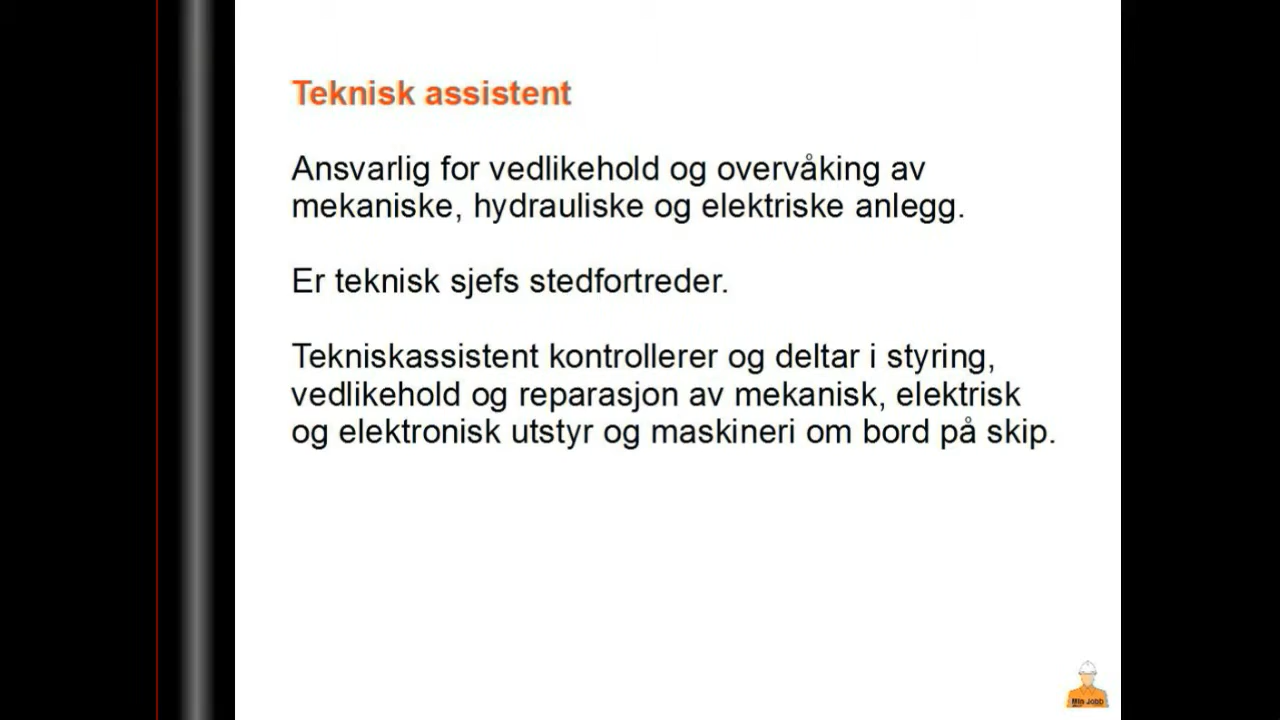 Teknisk assistent
Ansvarlig for vedlikehold og overvåking av
mekaniske, hydrauliske og elektriske anlegg.
Er teknisk sjefs stedfortreder.
Tekniskassistent kontrollerer og deltar i styring,
vedlikehold og reparasjon av mekanisk, elektrisk
og elektronisk utstyr og maskineri om bord på skip.
Min Jobb